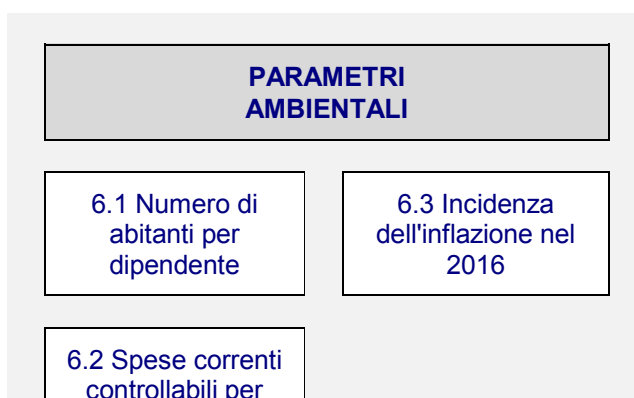 PARAMETRI
AMBIENTALI
6.1 Numero di
abitanti per
dipendente
6.3 Incidenza
dell'inflazione nel
2016
6.2 Spese correnti
controllabili per